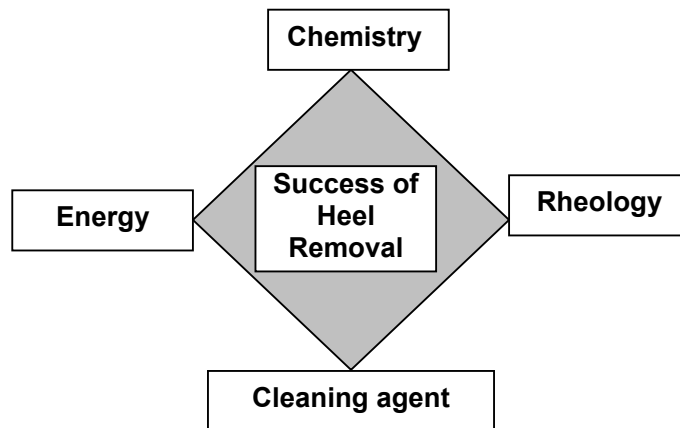 Chemistry
Energy
Success of
Heel
Removal
Rheology
Cleaning agent